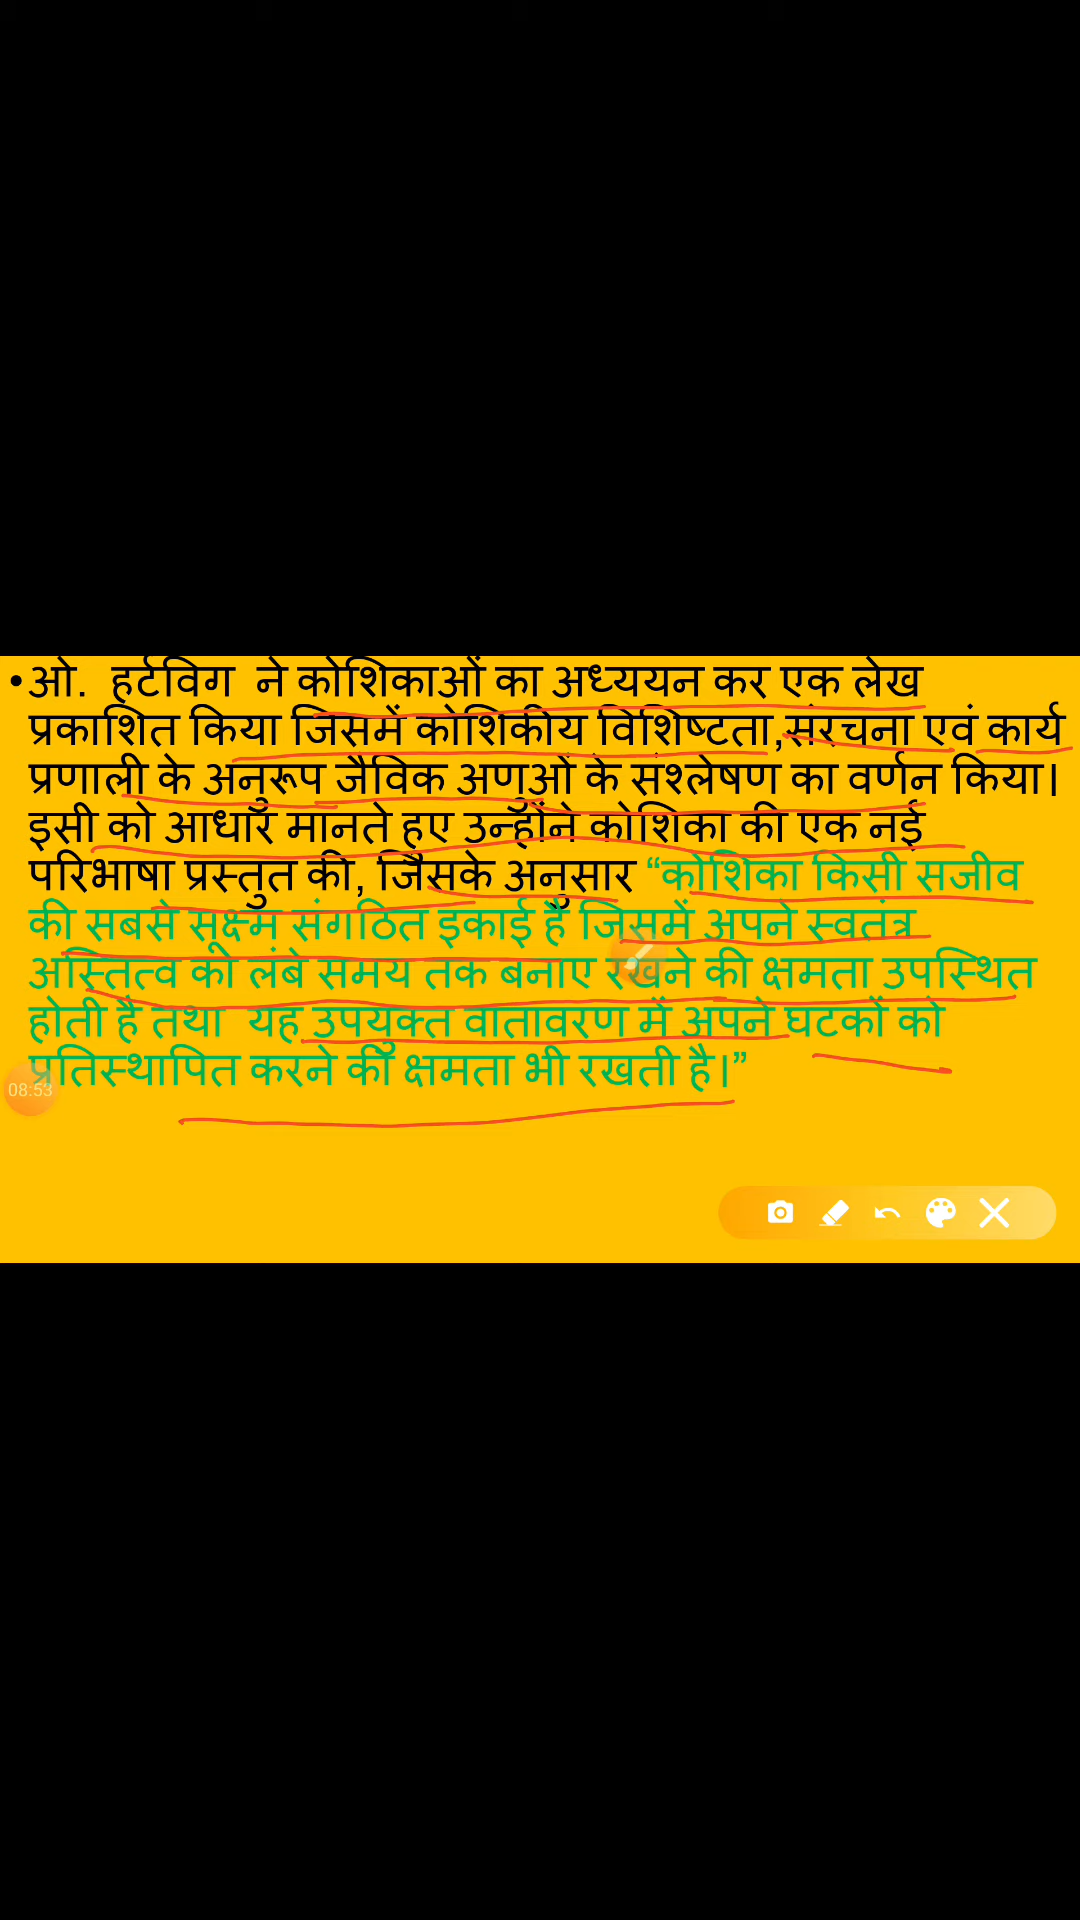 •ओ. हर्टविग ने कोशिकाओं का अध्ययन कर एक लेख
प्रकाशित किया जिसमें कोशिकीय विशिष्टता,संरचना एवं कार्य
प्रणाली के अनुरूप जैविक अणुओं के संश्लेषण का वर्णन किया।
इसी को आधार मानते हुए उन्होंने कोशिका की एक नई
परिभाषा प्रस्तुत की, जिसके अनुसार “कोशिका किसी सजीव
की सबसे सूक्ष्म संगठित इकाई है जिसमें अपने स्वतंत्र
अस्तित्व को लंबे समय तक बनाए रखने की क्षमता उपस्थित
होती है तथा यह उपयुक्त वातावरण में अपने घटकों को
प्रतिस्थापित करने की क्षमता भी रखती है।”
08:53